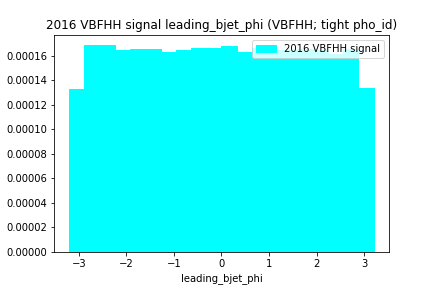 2016 VBFHH signal leading_bjet_phi (VBFHH; tight pho_id)
2016 VBFHH signal
0.00016
0.00014
0.00012
0.00010
0.00008
0.00006
0.00004
0.00002
0.00000
−3 −2 −1 0 1 2 3
leading_bjet_phi